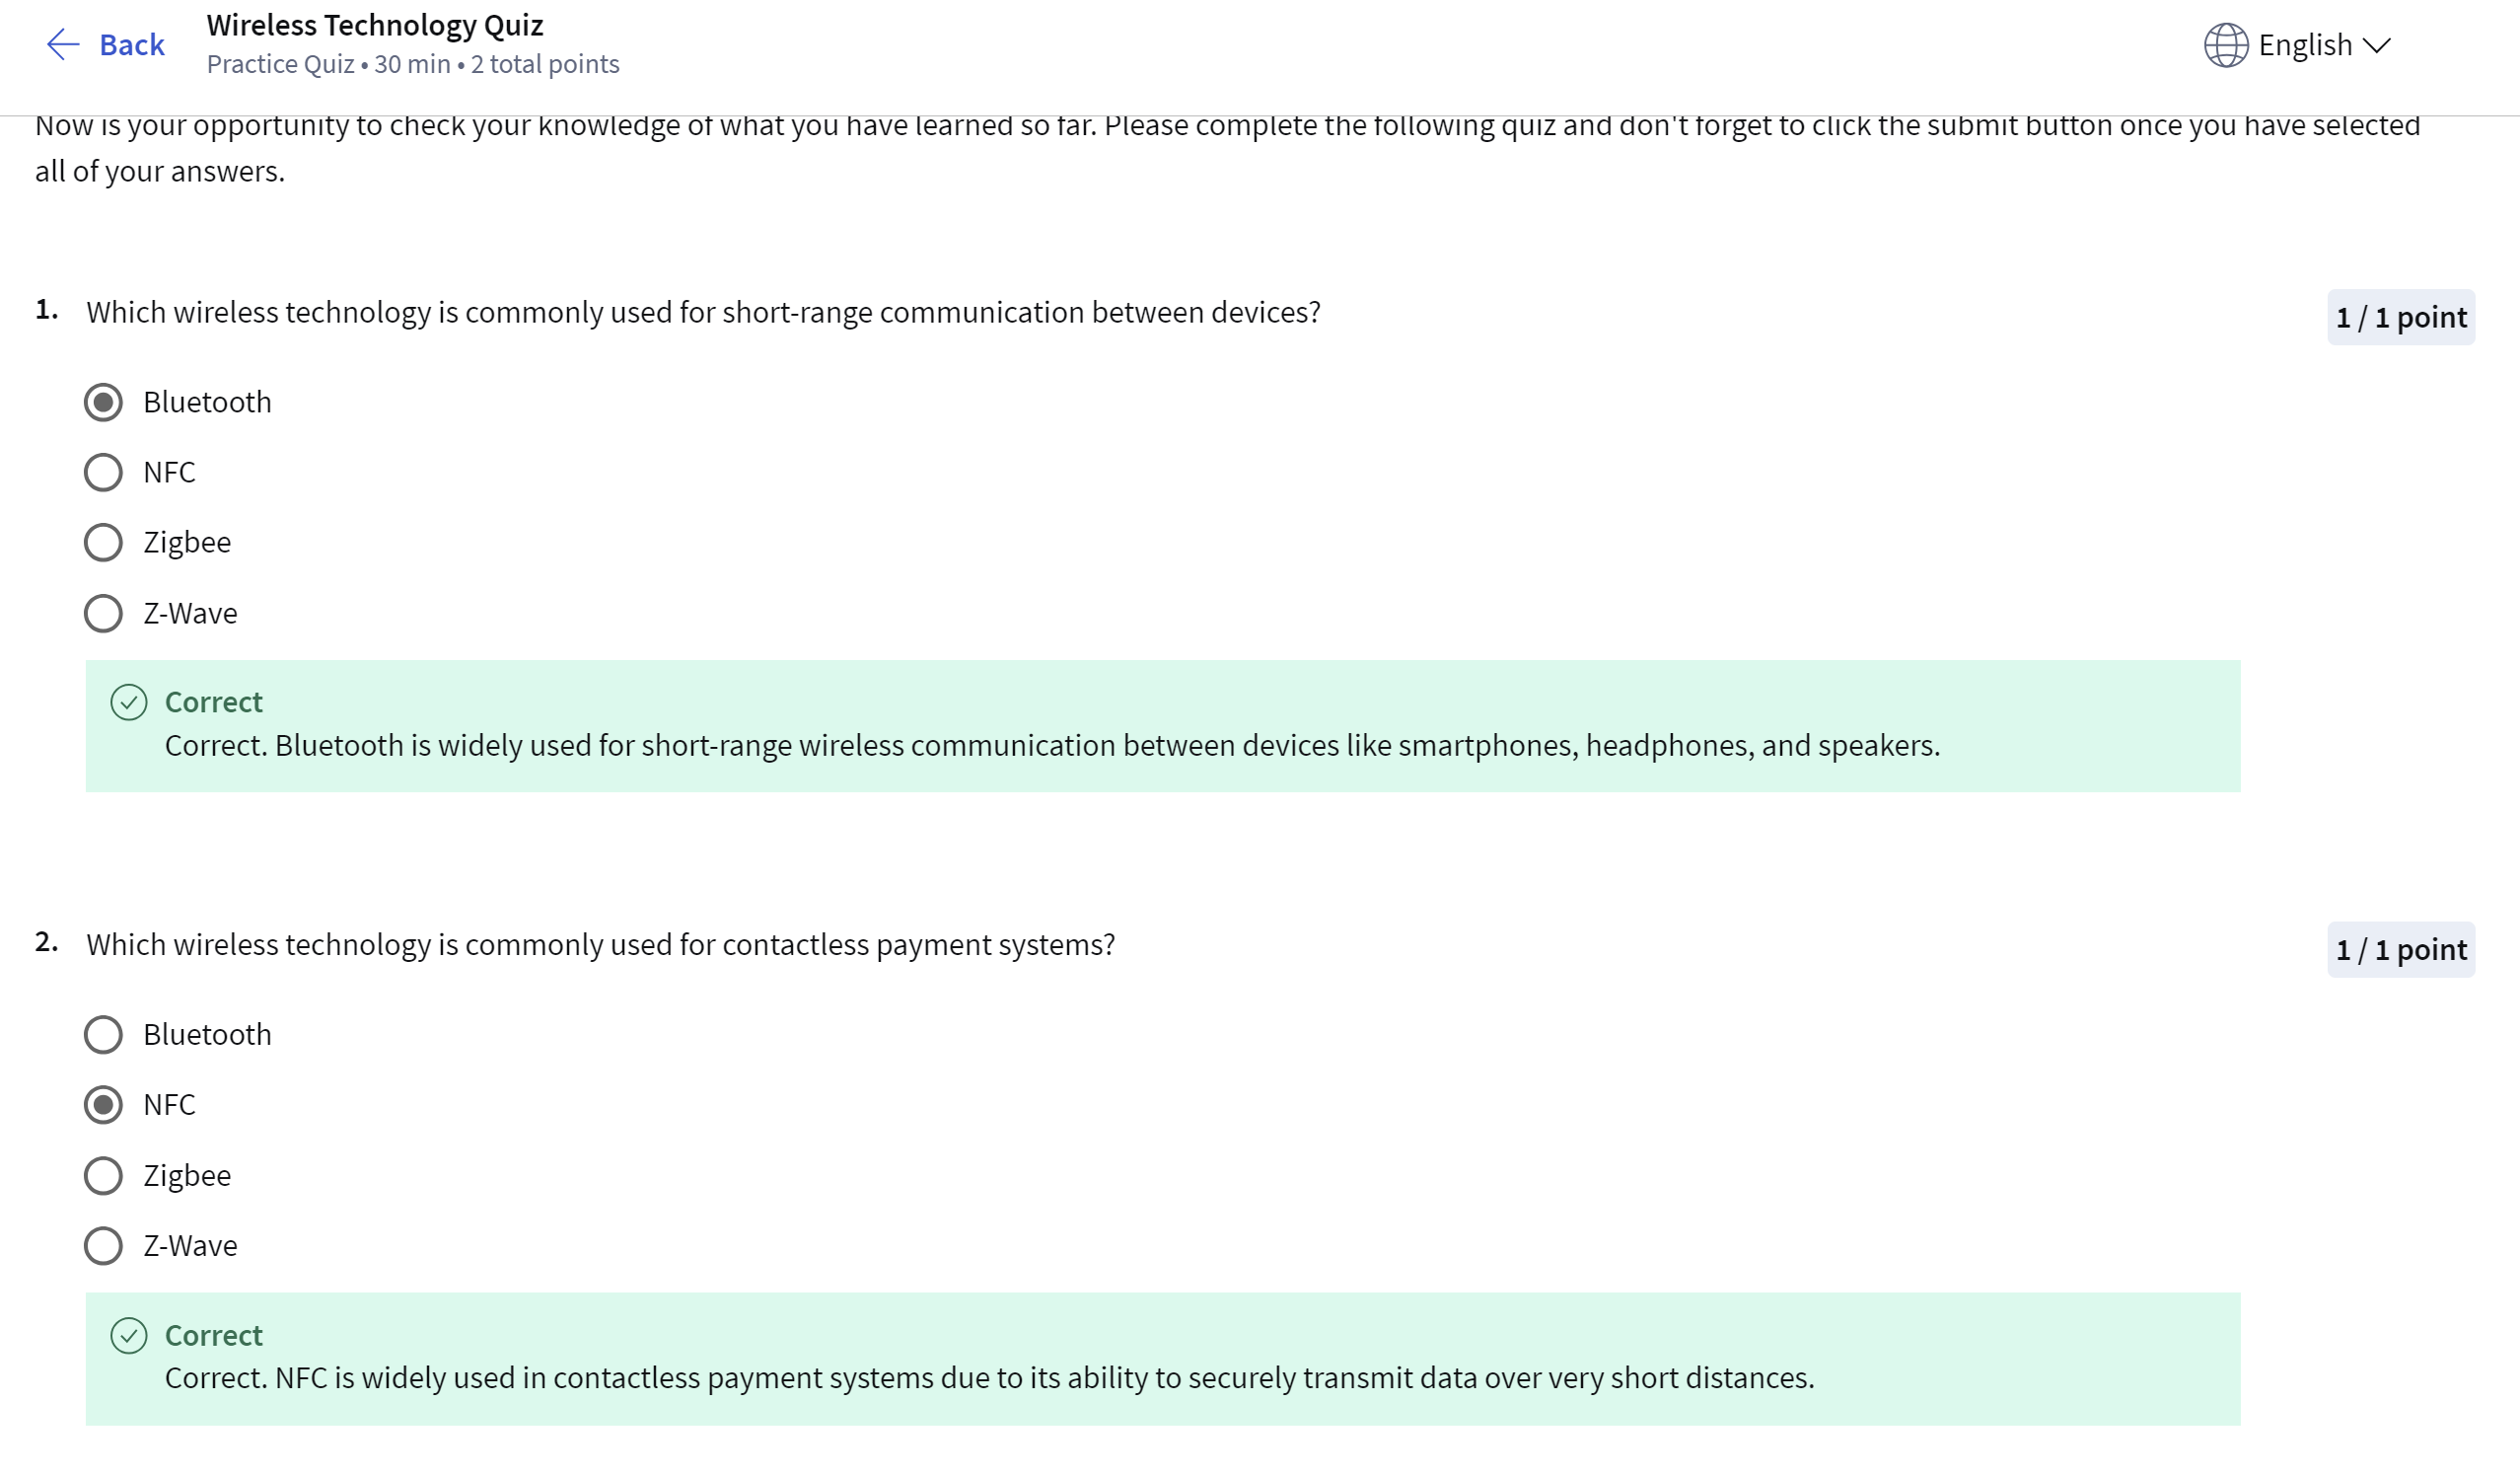 Back
Wireless Technology Quiz
Practice Quiz • 30 min • 2 total points
English
Now is your opportunity to check your knowledge of what you have learned so far. Please complete the following quiz and don't forget to click the submit button once you have selected
all of your answers.
1. Which wireless technology is commonly used for short-range communication between devices?
1 / 1 point
Bluetooth
NFC
Zigbee
Z-Wave
Correct
Correct. Bluetooth is widely used for short-range wireless communication between devices like smartphones, headphones, and speakers.
2. Which wireless technology is commonly used for contactless payment systems?
1 / 1 point
Bluetooth
NFC
Zigbee
Z-Wave
Correct
Correct. NFC is widely used in contactless payment systems due to its ability to securely transmit data over very short distances.